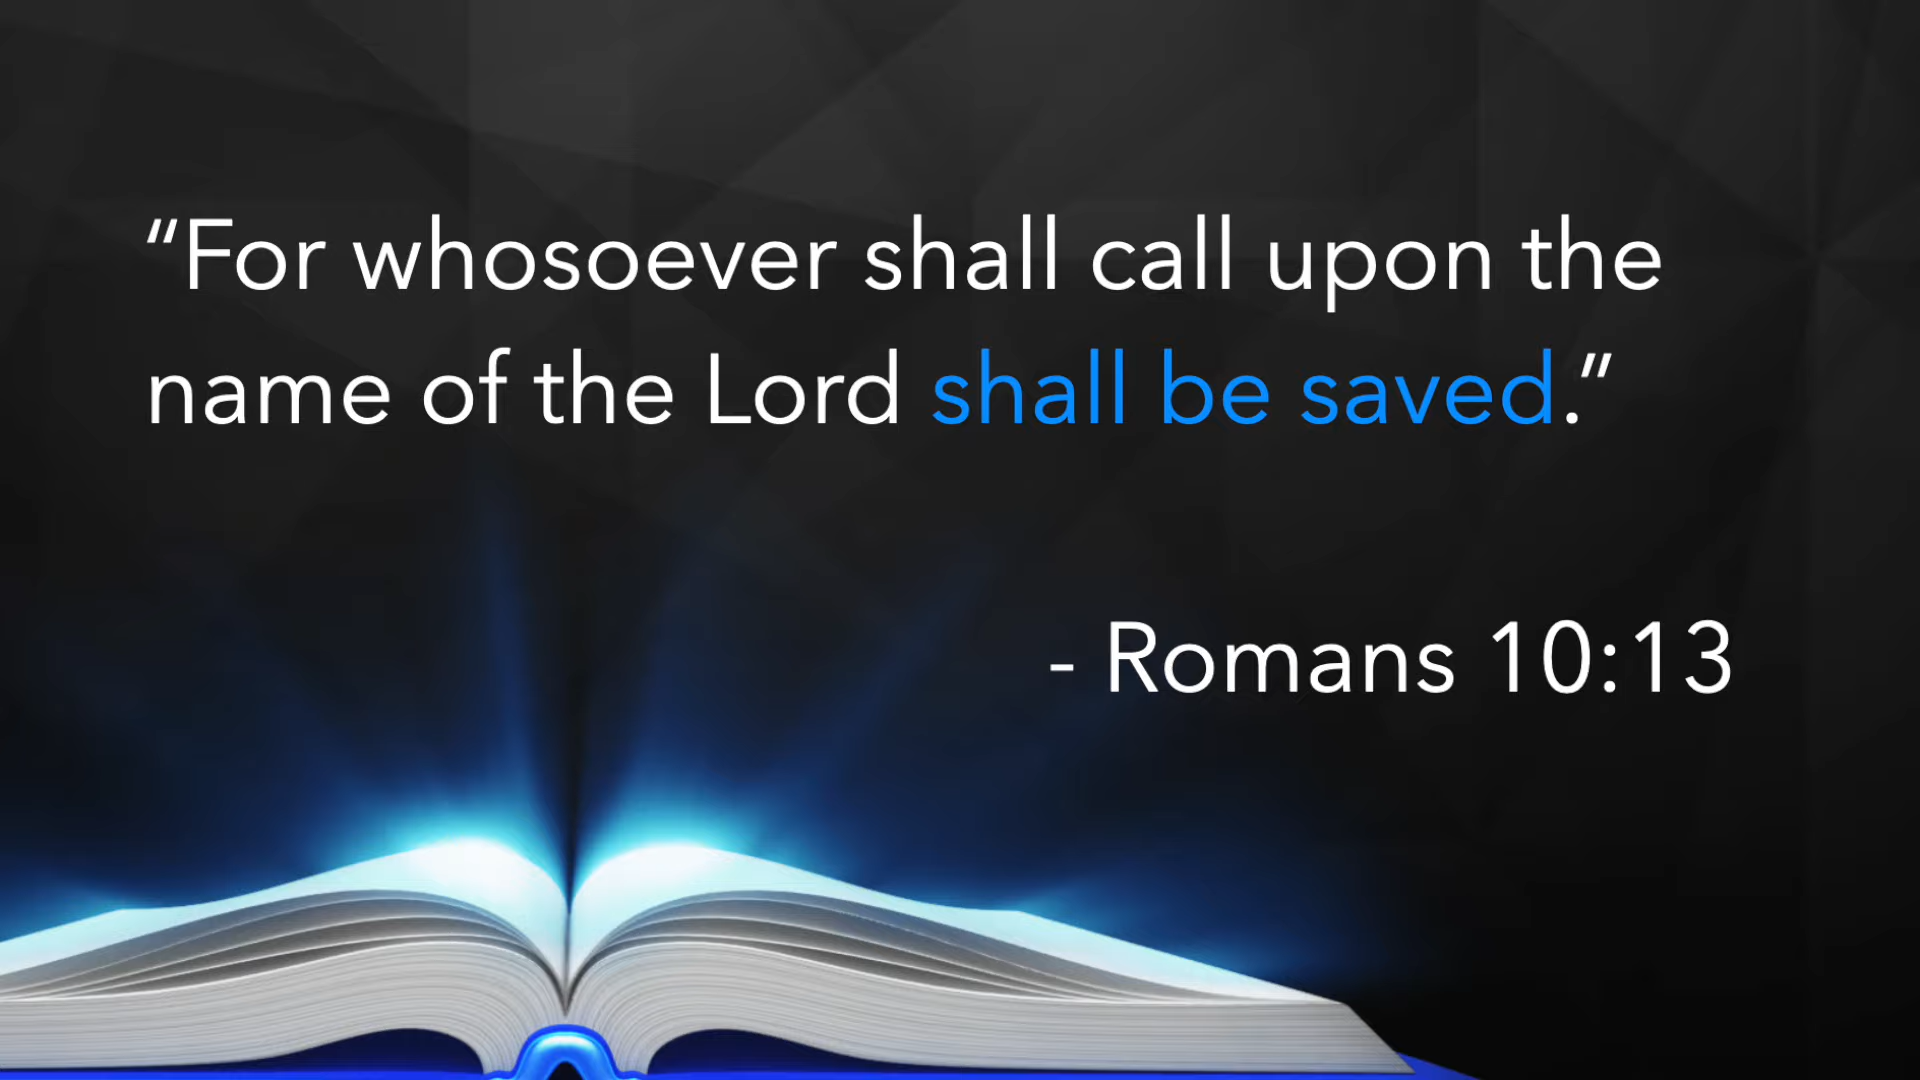 “For whosoever shall call upon the
name of the Lord shall be saved.”
- Romans 10:13